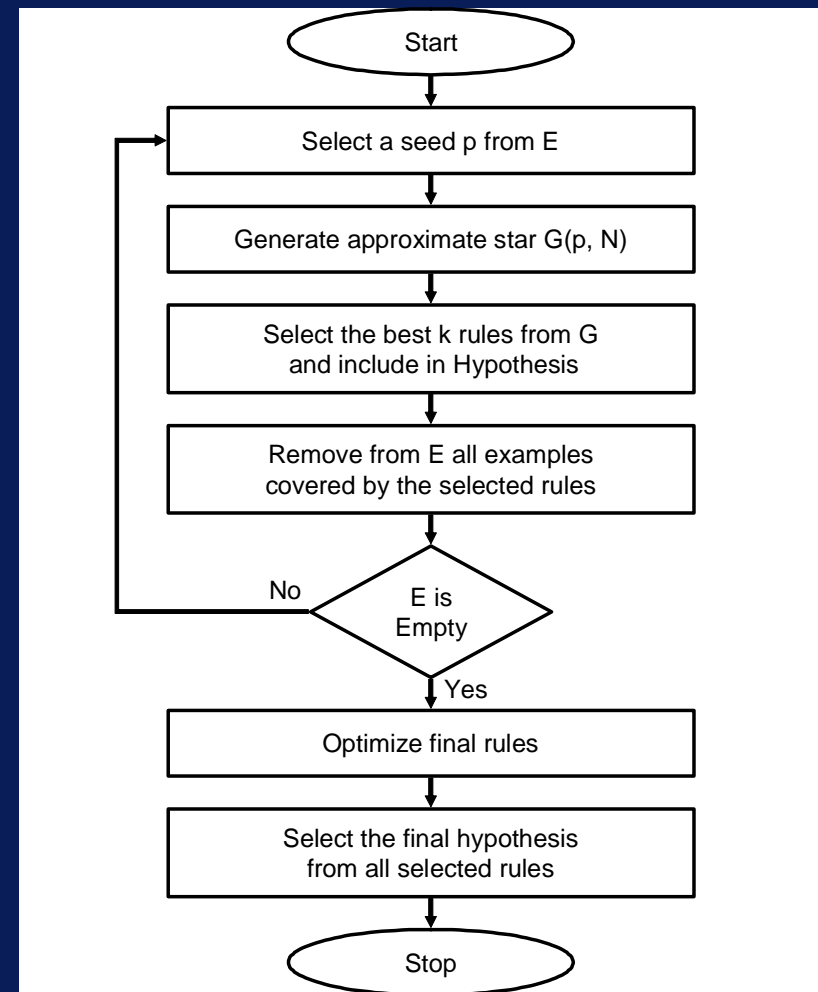 Start
Select a seed p from E
Generate approximate star G(p, N)
Select the best k rules from G
and include in Hypothesis
Remove from E all examples
covered by the selected rules
No
E is
Empty
Yes
Optimize final rules
Select the final hypothesis
from all selected rules
Stop